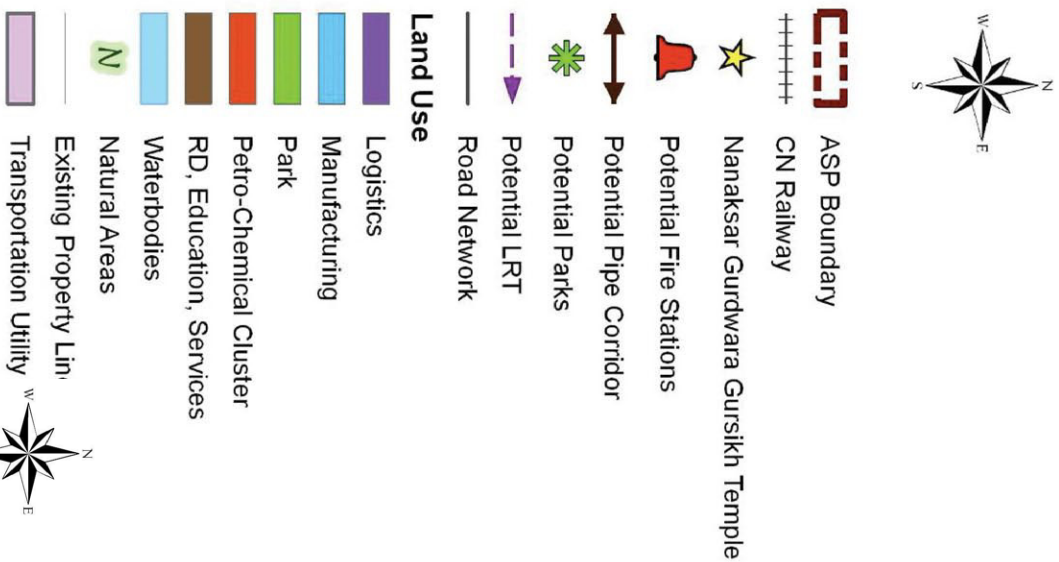 N
W
E
S
ASP Boundary
CN Railway
Nanaksar Gurdwara Gursikh Temple
Potential Fire Stations
Potential Pipe Corridor
Potential Parks
Potential LRT
Road Network
Land Use
Logistics
Manufacturing
Park
Petro-Chemical Cluster
RD, Education, Services
Waterbodies
N
Natural Areas
Existing Property Lin
Transportation Utility
N
W
E